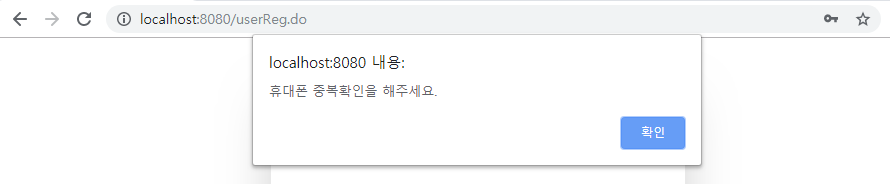 localhost:8080/userReg.do
localhost:8080 내용:
휴대폰 중복확인을 해주세요.
확인